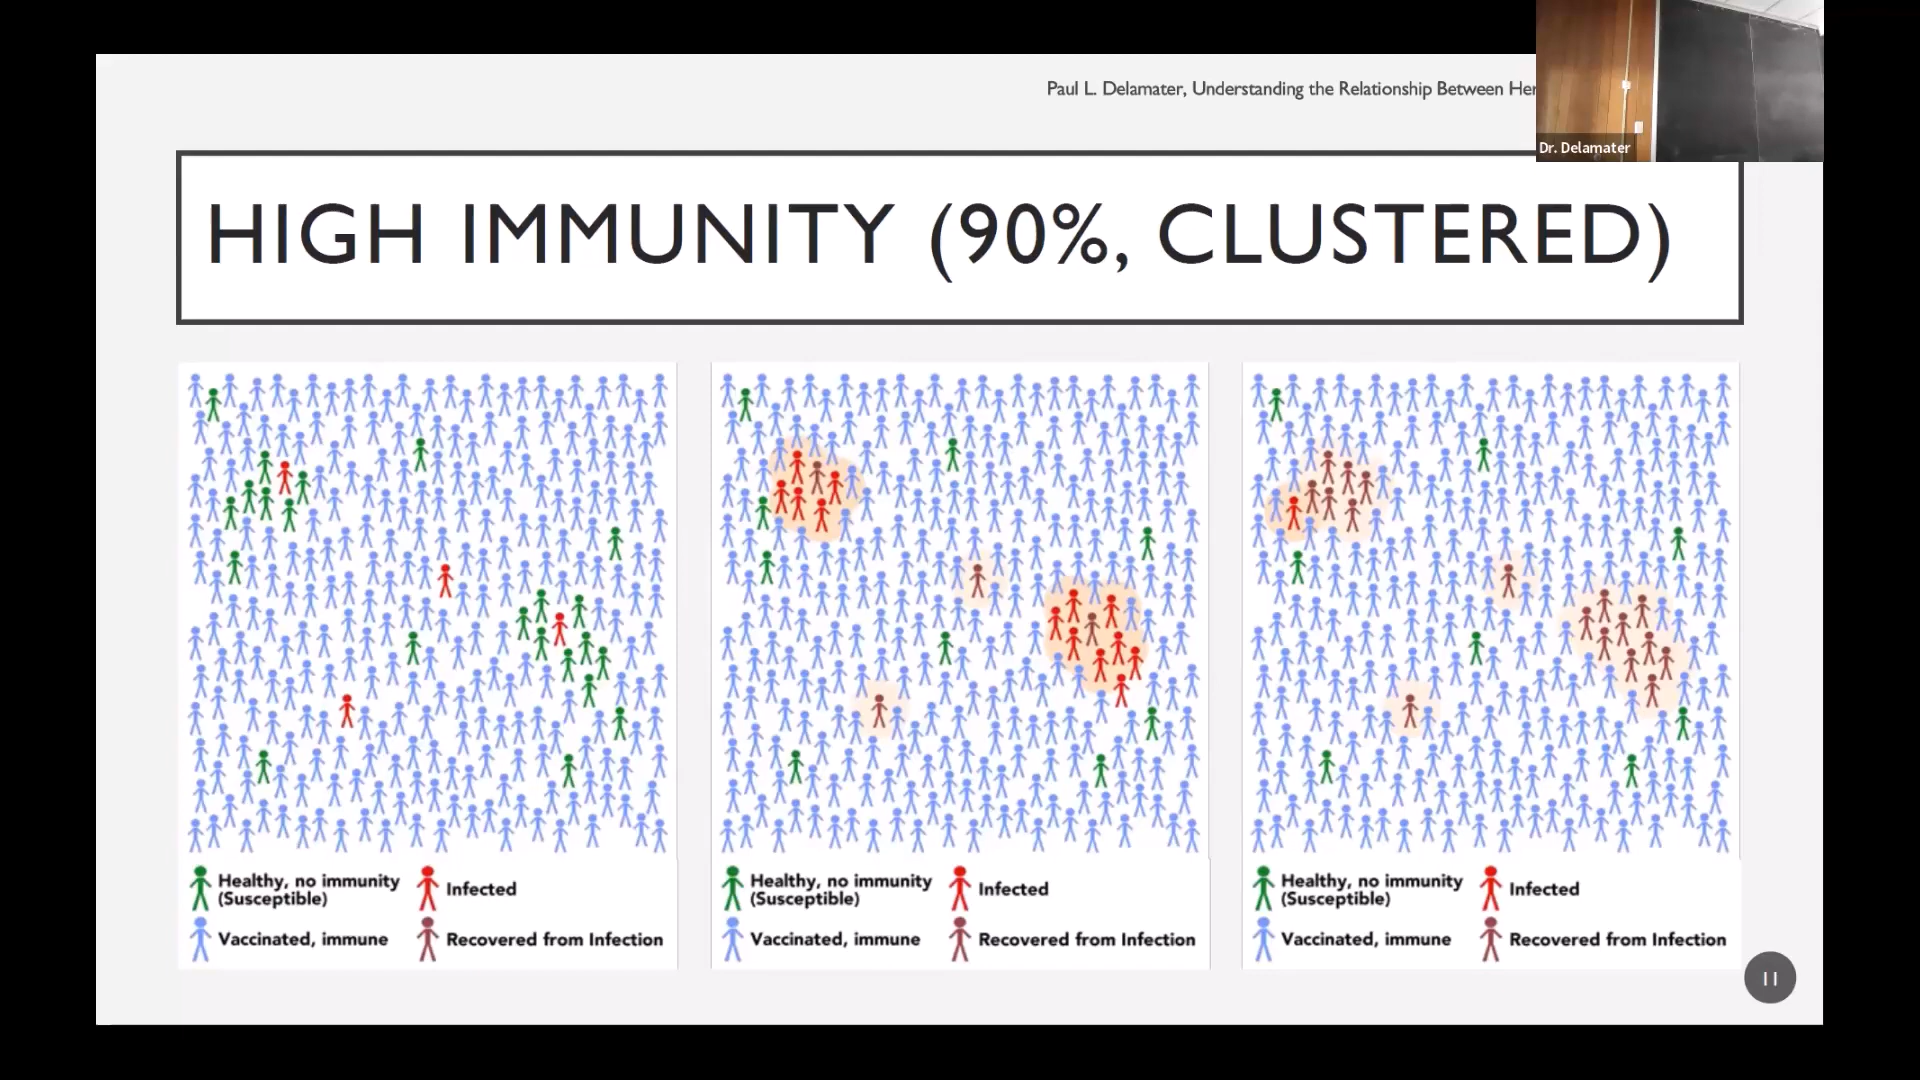 Paul L. Delamater, Understanding the Relationship Between
Dr. Delamater
HIGH IMMUNITY (90%, CLUSTERED)
Healthy, no immunity
(Susceptible)
Infected
Vaccinated, immune
Recovered from Infection
Healthy, no immunity
(Susceptible)
Infected
Vaccinated, immune
Recovered from Infection
Healthy, no immunity
(Susceptible)
Infected
Vaccinated, immune
Recovered from Infection
11